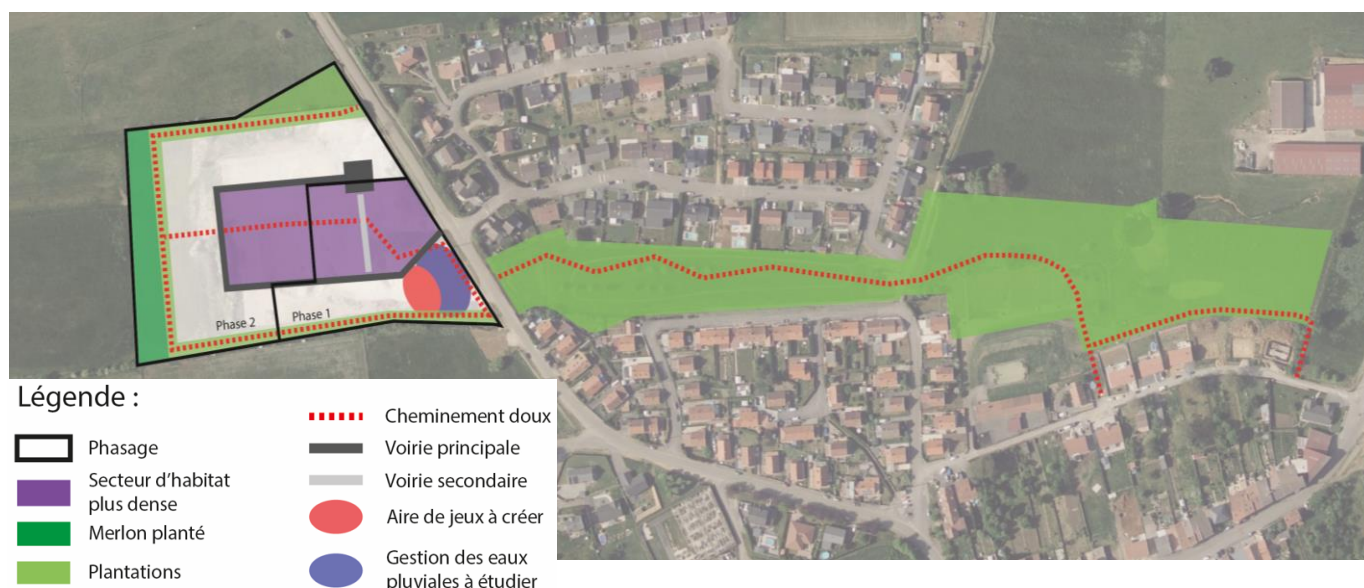 Phase 2
Phase 1
Légende :
Phasage
Secteur d'habitat
plus dense
Merlon planté
Plantations
Cheminement doux
Voirie principale
Voirie secondaire
Aire de jeux à créer
Gestion des eaux
pluviales à étudier